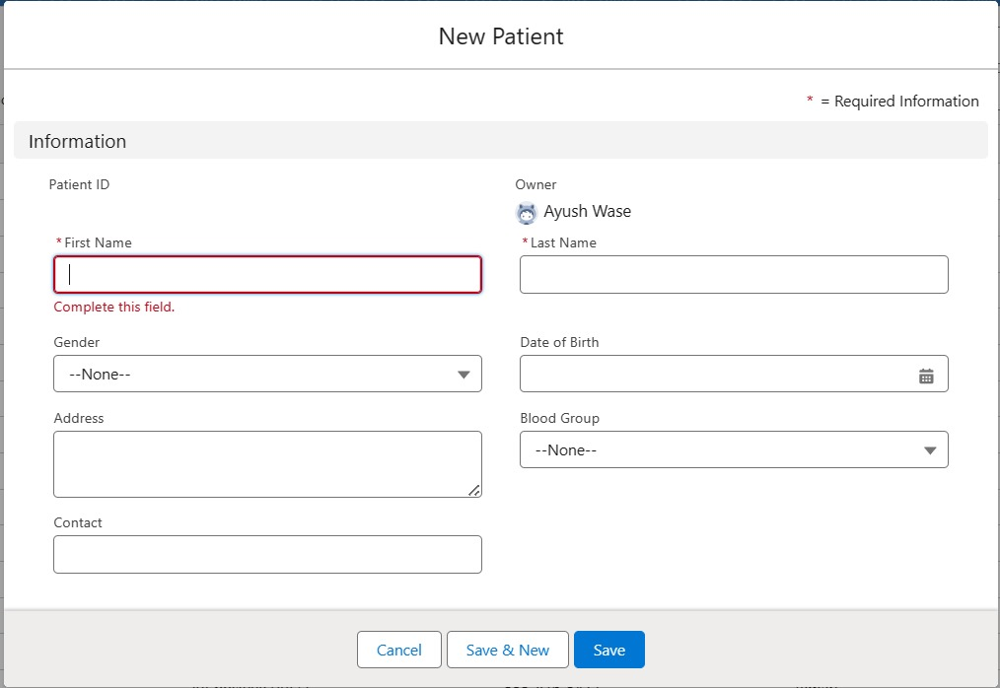 New Patient
* = Required Information
Information
Patient ID
Owner
Ayush Wase
* First Name
* Last Name
Complete this field.
Gender
Date of Birth
--None--
Address
Blood Group
--None--
Contact
Cancel
Save & New
Save